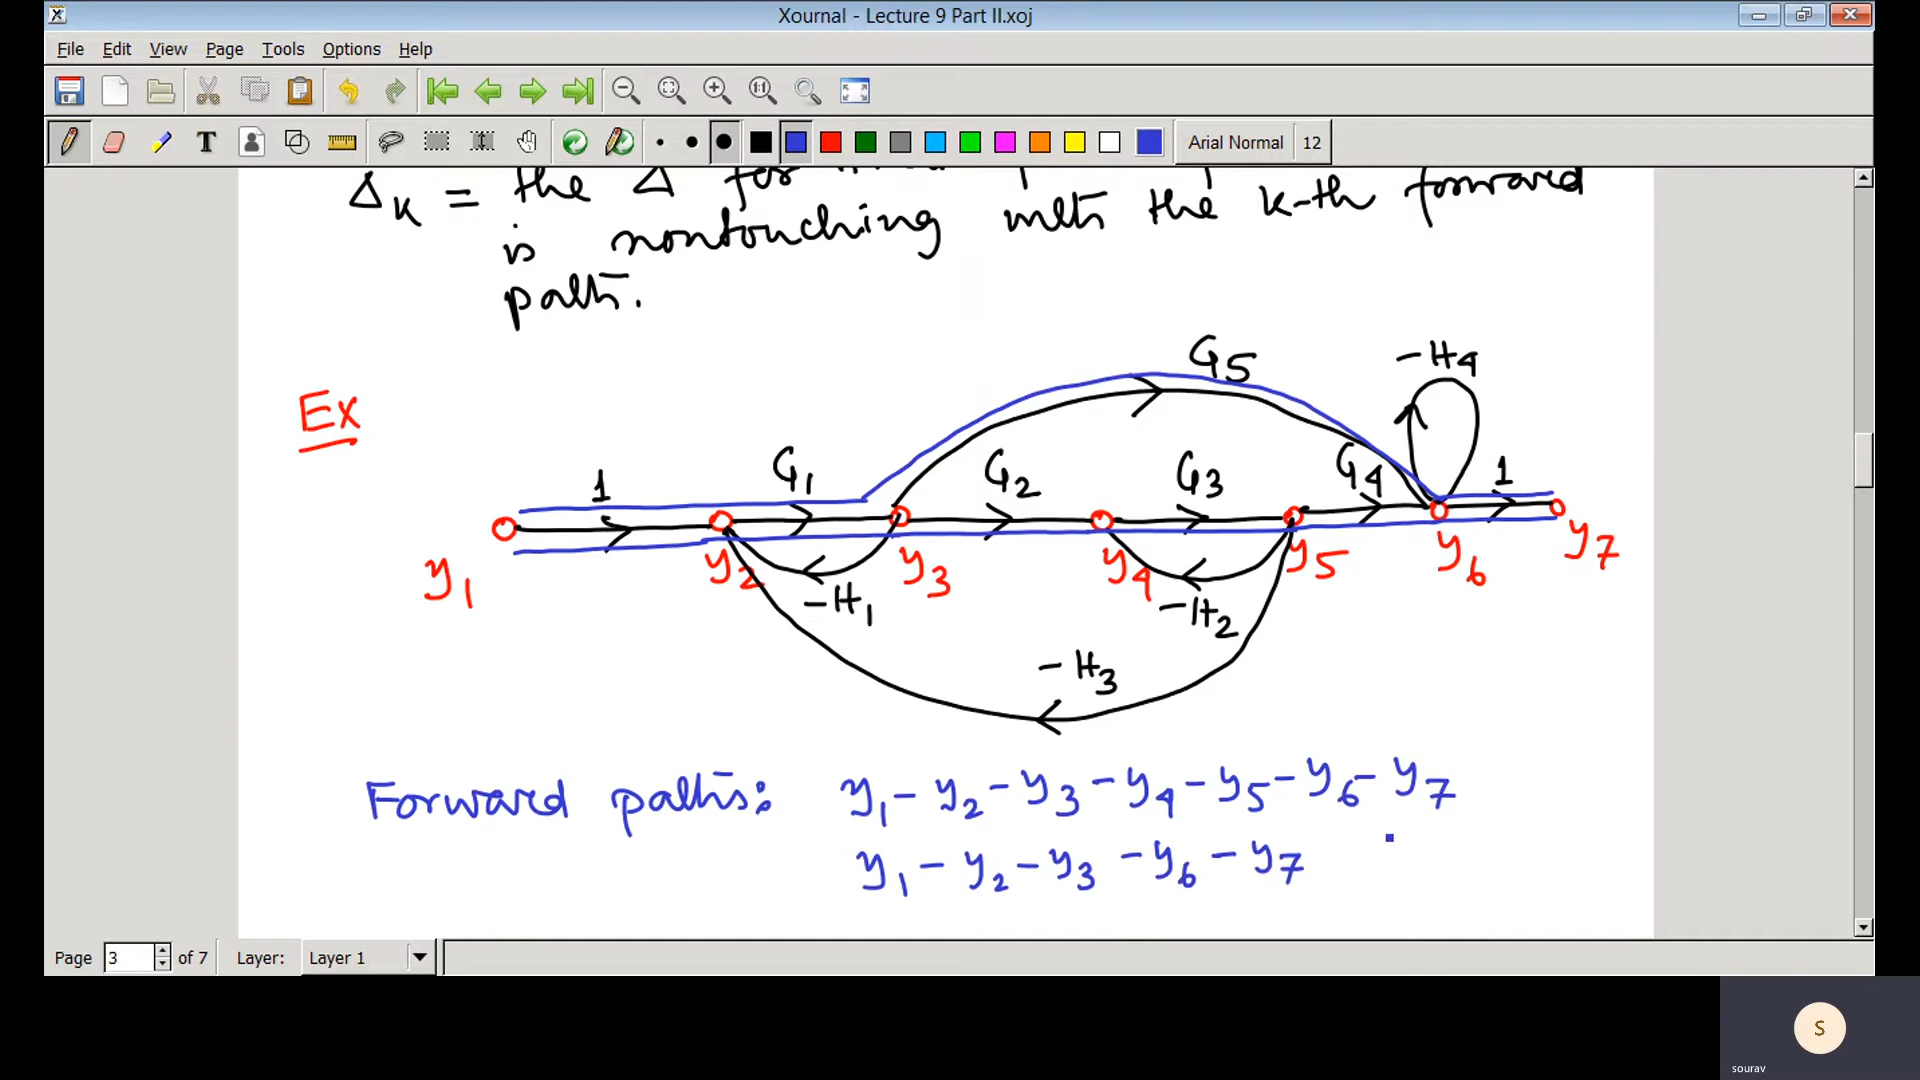 Xournal - Lecture 9 Part II.xoj
File Edit View Page Tools Options Help
Arial Normal 12
Δk = the Δ for
is nontouching with the k-th forward
path.
Ex
G5
-H4
1 G1 G2 G3 G4 1
y1 y2 y3 y4 y5 y6 y7
-H1 -H2
-H3
Forward paths: y1 - y2 - y3 - y4 - y5 - y6 - y7
y1 - y2 - y3 - y6 - y7
Page 3 of 7 Layer: Layer 1
S
sourav